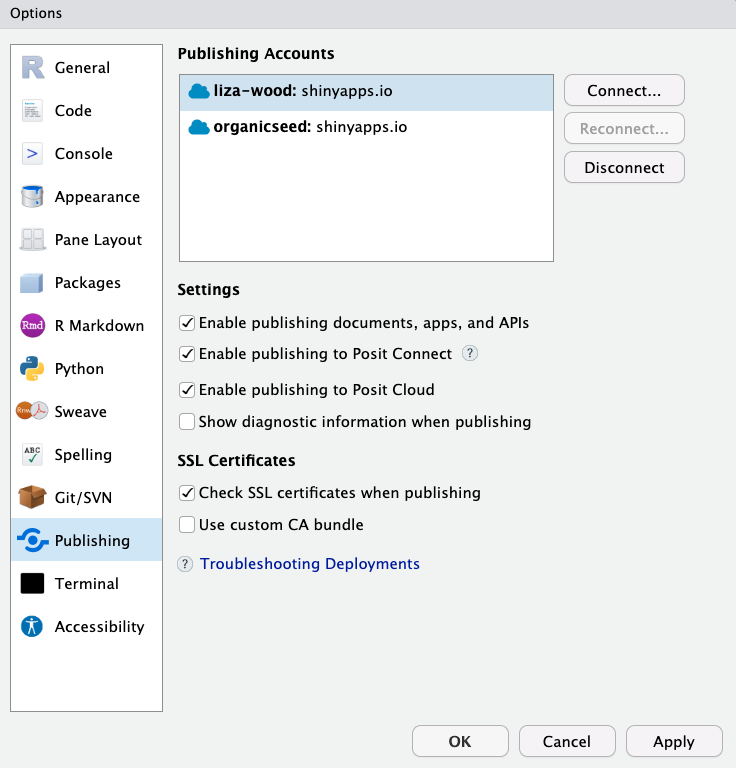 Options
General
Code
Console
Appearance
Pane Layout
Packages
Rmd R Markdown
Python
Sweave
ABC Spelling
Git/SVN
Publishing
Terminal
Accessibility
Publishing Accounts
liza-wood: shinyapps.io
organicseed: shinyapps.io
Connect...
Reconnect...
Disconnect
Settings
Enable publishing documents, apps, and APIs
Enable publishing to Posit Connect ?
Enable publishing to Posit Cloud
Show diagnostic information when publishing
SSL Certificates
Check SSL certificates when publishing
Use custom CA bundle
? Troubleshooting Deployments
OK
Cancel
Apply